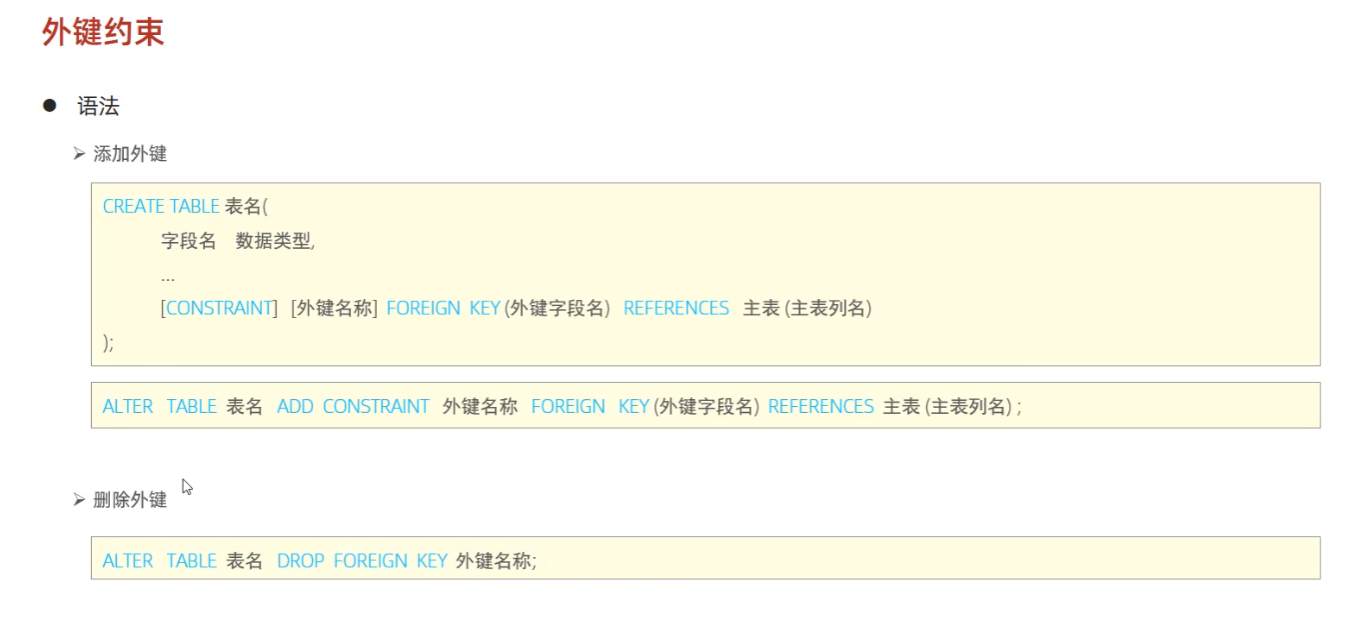 外键约束
● 语法
➢ 添加外键
CREATE TABLE 表名(
字段名 数据类型,
...
[CONSTRAINT] [外键名称] FOREIGN KEY (外键字段名) REFERENCES 主表 (主表列名)
);
ALTER TABLE 表名 ADD CONSTRAINT 外键名称 FOREIGN KEY (外键字段名) REFERENCES 主表 (主表列名) ;
➢ 删除外键
ALTER TABLE 表名 DROP FOREIGN KEY 外键名称;